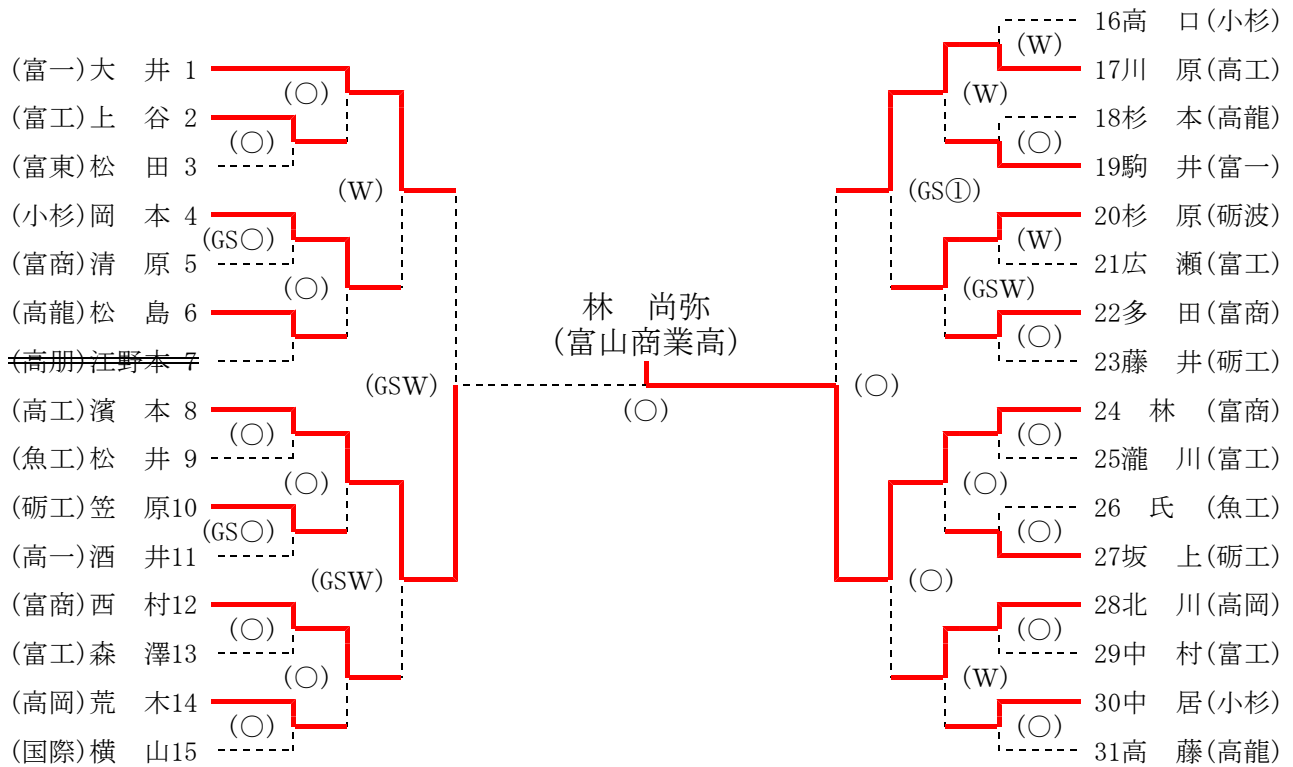 (富一)大　井 1
(富工)上　谷 2
(富東)松　田 3
(小杉)岡　本 4
(富商)清　原 5
(高龍)松　島 6
(高朋)江野本 7
(高工)濱　本 8
(魚工)松　井 9
(砺工)笠　原10
(高一)酒　井11
(富商)西　村12
(富工)森　澤13
(高岡)荒　木14
(国際)横　山15
(○)
(○)
(W)
(GS○)
(○)
(GSW)
(○)
(○)
(GS○)
(GSW)
(○)
(○)
(○)
林　尚弥
(富山商業高)
(○)
(W)
(W)
(○)
(GS①)
(W)
(GSW)
(○)
(○)
(○)
(○)
(○)
(○)
(○)
(W)
(○)
16高　口(小杉)
17川　原(高工)
18杉　本(高龍)
19駒　井(富一)
20杉　原(砺波)
21広　瀬(富工)
22多　田(富商)
23藤　井(砺工)
24　林　(富商)
25瀧　川(富工)
26　氏　(魚工)
27坂　上(砺工)
28北　川(高岡)
29中　村(富工)
30中　居(小杉)
31高　藤(高龍)